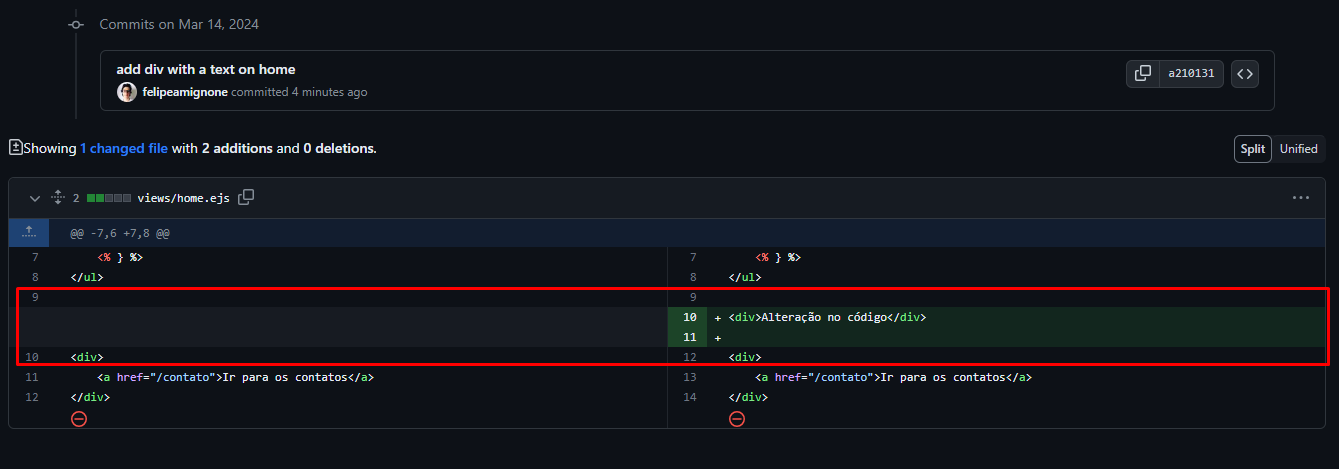 Commits on Mar 14, 2024
add div with a text on home
a210131
felipeamignone committed 4 minutes ago
Showing 1 changed file with 2 additions and 0 deletions.
Split Unified
2 views/home.ejs
@@ -7,6 +7,8 @@
7 <% } %> 7 <% } %>
8 </ul> 8 </ul>
9 9
10 + <div>Alteração no código</div>
11 +
10 <div> 12 <div>
11 <a href="/contato">Ir para os contatos</a> 13 <a href="/contato">Ir para os contatos</a>
12 </div> 14 </div>